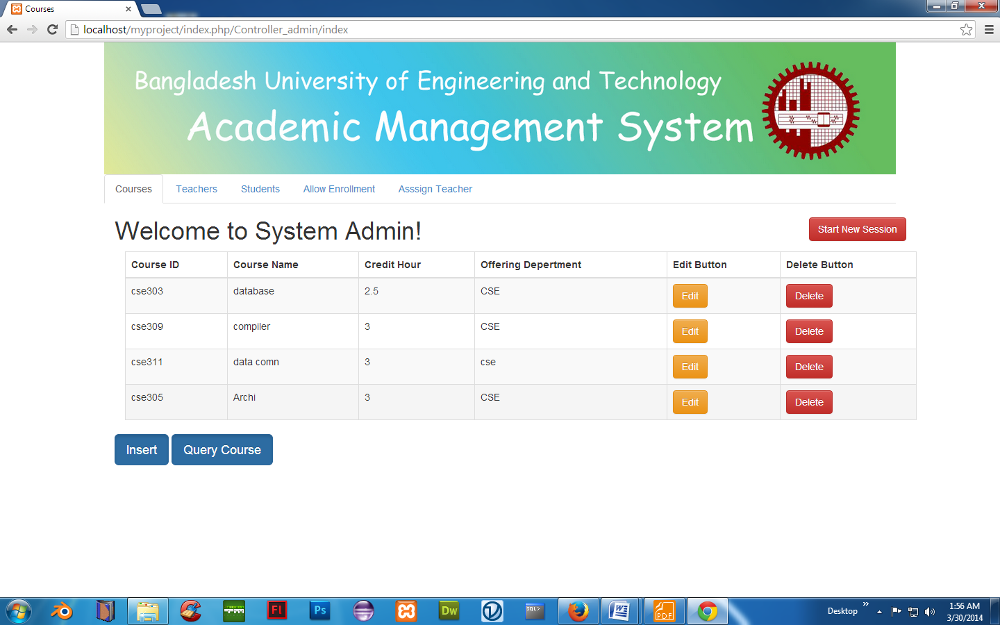 Courses
localhost/myproject/index.php/Controller_admin/index
Bangladesh University of Engineering and Technology
Academic Management System
Courses Teachers Students Allow Enrollment Asssign Teacher
Welcome to System Admin!
Start New Session
Course ID Course Name Credit Hour Offering Depertment Edit Button Delete Button
cse303 database 2.5 CSE Edit Delete
cse309 compiler 3 CSE Edit Delete
cse311 data comn 3 cse Edit Delete
cse305 Archi 3 CSE Edit Delete
Insert Query Course
Fl Ps Dw SQL> W PDF
Desktop
1:56 AM
3/30/2014